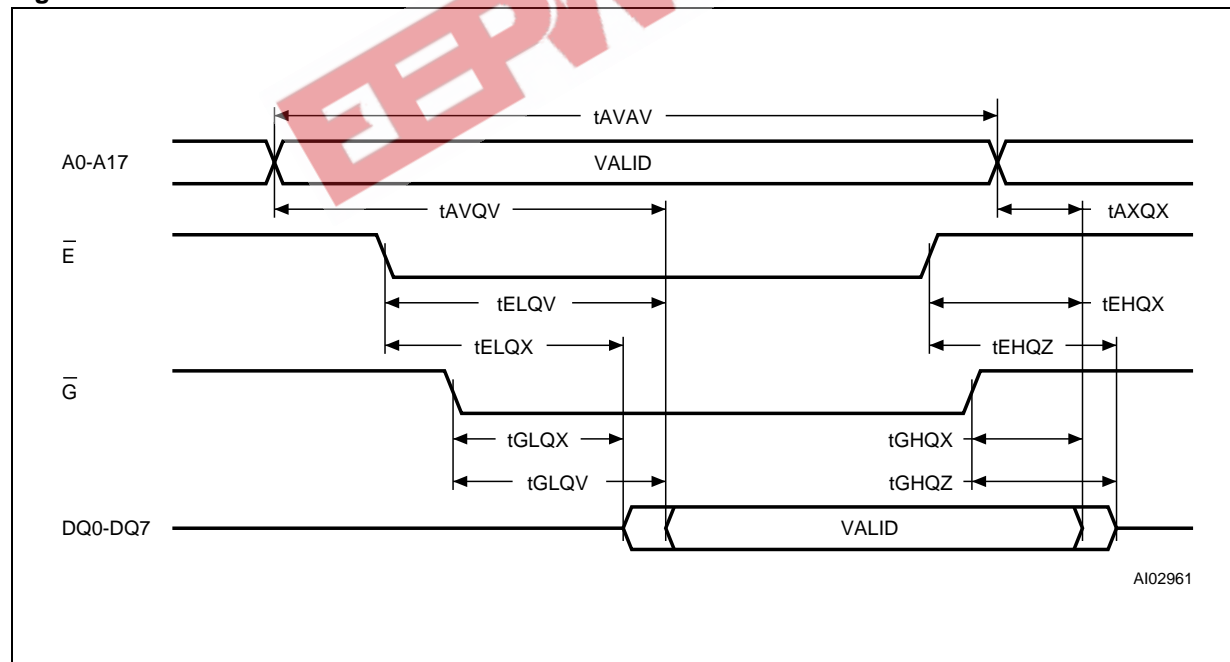 tAVAV
A0-A17
VALID
tAVQV
tAXQX
E
tELQV
tEHQX
tELQX
tEHQZ
G
tGLQX
tGHQX
tGLQV
tGHQZ
DQ0-DQ7
VALID
AI02961